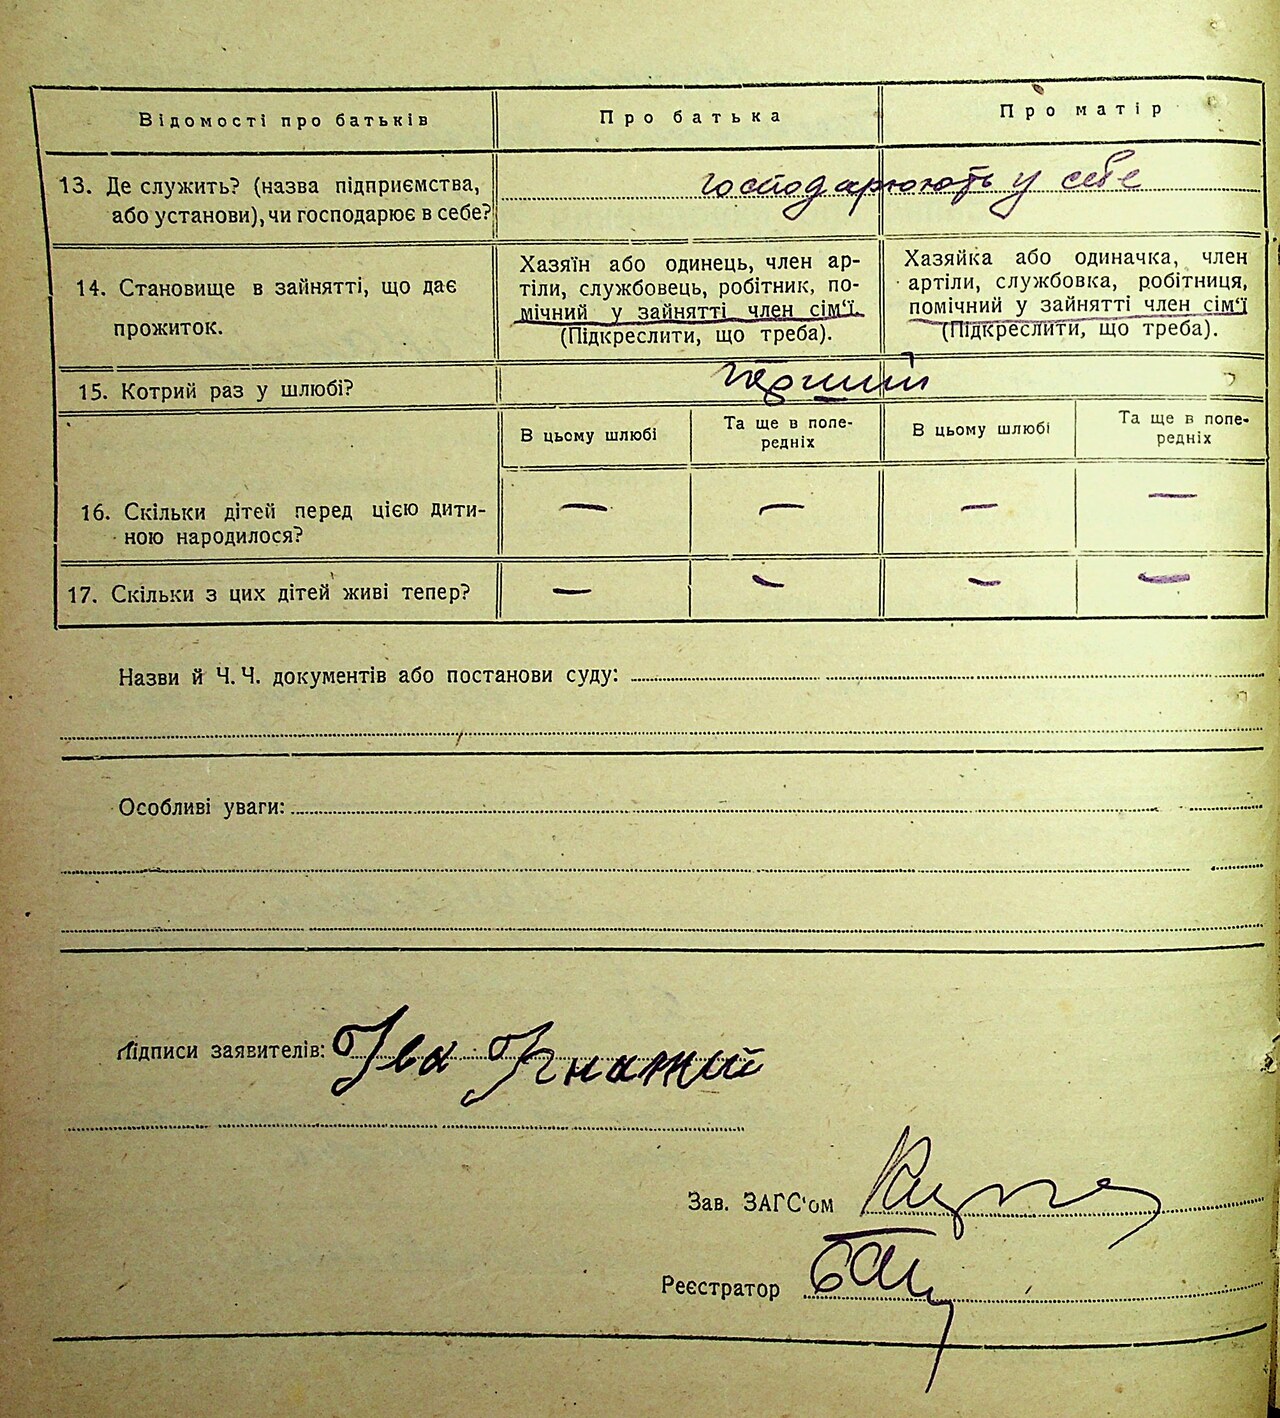 Відомості про батьків
Про батька
Про матір
13. Де служить? (назва підприємства,
або установи), чи господарює в себе?
господарюють у себе
14. Становище в зайнятті, що дає
прожиток.
Хазяїн або одинець, член ар-
тіли, службовець, робітник, по-
мічний у зайнятті член сім'ї.
(Підкреслити, що треба).
Хазяйка або одиначка, член
артіли, службовка, робітниця,
помічний у зайнятті член сім'ї
(Підкреслити, що треба).
15. Котрий раз у шлюбі?
перший
В цьому шлюбі
Та ще в попе-
редніх
В цьому шлюбі
Та ще в попе-
редніх
16. Скільки дітей перед цією дити-
ною народилося?
— — — —
17. Скільки з цих дітей живі тепер?
— — — —
Назви й Ч. Ч. документів або постанови суду:
Особливі уваги:
Підписи заявителів: Іва Гнатий
Зав. ЗАГС'ом
Реєстратор